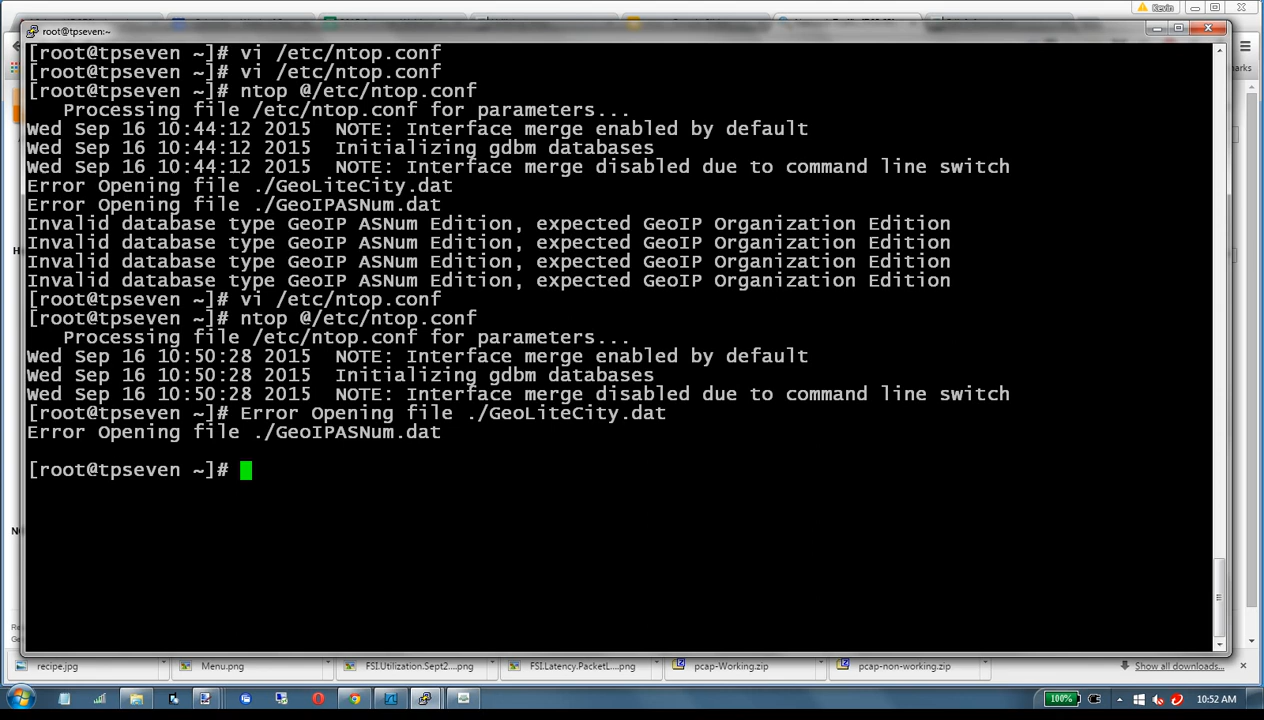 Kevin
root@tpseven:~
[root@tpseven ~]# vi /etc/ntop.conf
[root@tpseven ~]# vi /etc/ntop.conf
[root@tpseven ~]# ntop @/etc/ntop.conf
Processing file /etc/ntop.conf for parameters...
Wed Sep 16 10:44:12 2015 NOTE: Interface merge enabled by default
Wed Sep 16 10:44:12 2015 Initializing gdbm databases
Wed Sep 16 10:44:12 2015 NOTE: Interface merge disabled due to command line switch
Error Opening file ./GeoLiteCity.dat
Error Opening file ./GeoIPASNum.dat
Invalid database type GeoIP ASNum Edition, expected GeoIP Organization Edition
Invalid database type GeoIP ASNum Edition, expected GeoIP Organization Edition
Invalid database type GeoIP ASNum Edition, expected GeoIP Organization Edition
Invalid database type GeoIP ASNum Edition, expected GeoIP Organization Edition
[root@tpseven ~]# vi /etc/ntop.conf
[root@tpseven ~]# ntop @/etc/ntop.conf
Processing file /etc/ntop.conf for parameters...
Wed Sep 16 10:50:28 2015 NOTE: Interface merge enabled by default
Wed Sep 16 10:50:28 2015 Initializing gdbm databases
Wed Sep 16 10:50:28 2015 NOTE: Interface merge disabled due to command line switch
[root@tpseven ~]# Error Opening file ./GeoLiteCity.dat
Error Opening file ./GeoIPASNum.dat
[root@tpseven ~]#
recipe.jpg Menu.png FSI.Utilization.Sept2....png FSI.Latency.PacketL....png pcap-Working.zip pcap-non-working.zip Show all downloads...
100% 10:52 AM